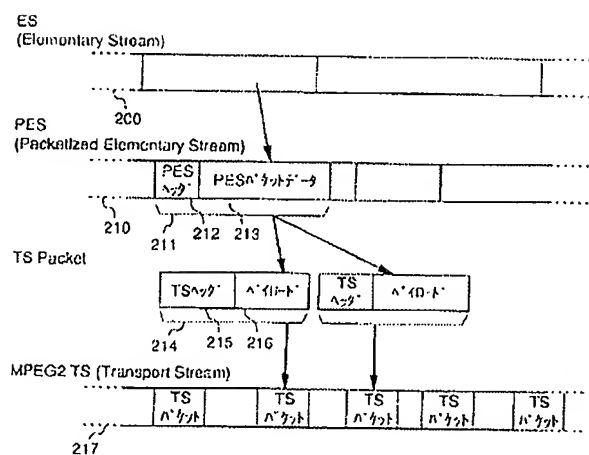 ES
(Elementary Stream)
200
PES
(Packetized Elementary Stream)
PES
ヘッダ
PESパケットデータ
210
211
212
213
TS Packet
TSヘッダ
ペイロード
TS
ヘッダ
ペイロード
214
215
216
MPEG2 TS (Transport Stream)
TS
パケット
TS
パケット
TS
パケット
TS
パケット
TS
パケット
217